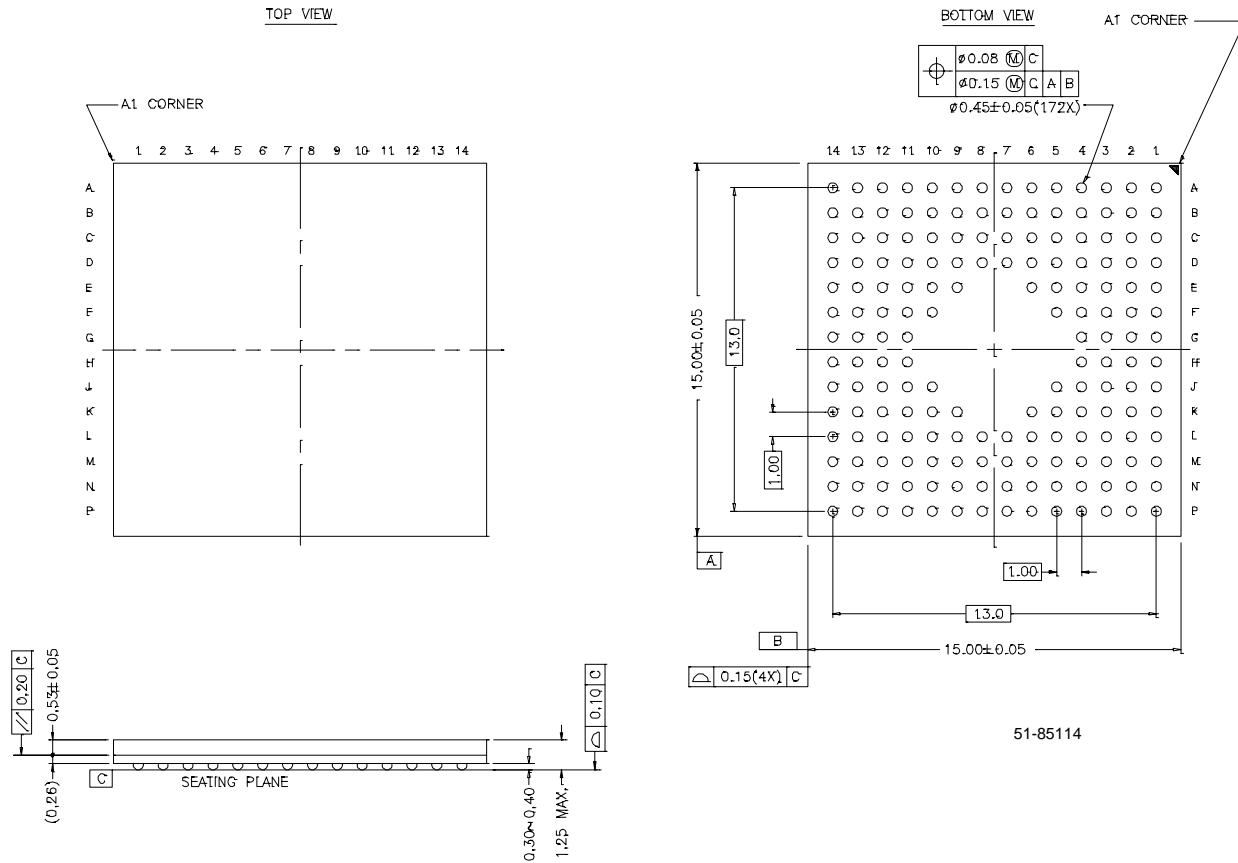 TOP VIEW
A1 CORNER
1 2 3 4 5 6 7 8 9 10 11 12 13 14
A
B
C
D
E
F
G
H
J
K
L
M
N
P
BOTTOM VIEW
A1 CORNER
⌀0.08 Ⓜ C
⌀0.15 Ⓜ C A B
⌀0.45±0.05(172X)
14 13 12 11 10 9 8 7 6 5 4 3 2 1
A
B
C
D
E
F
G
H
J
K
L
M
N
P
15.00±0.05
13.0
1.00
A
1.00
13.0
B
15.00±0.05
0.15(4X) C
51-85114
// 0.20 C
0.53±0.05
(0.26)
C
SEATING PLANE
0.30~0.40
1.25 MAX.
0.10 C